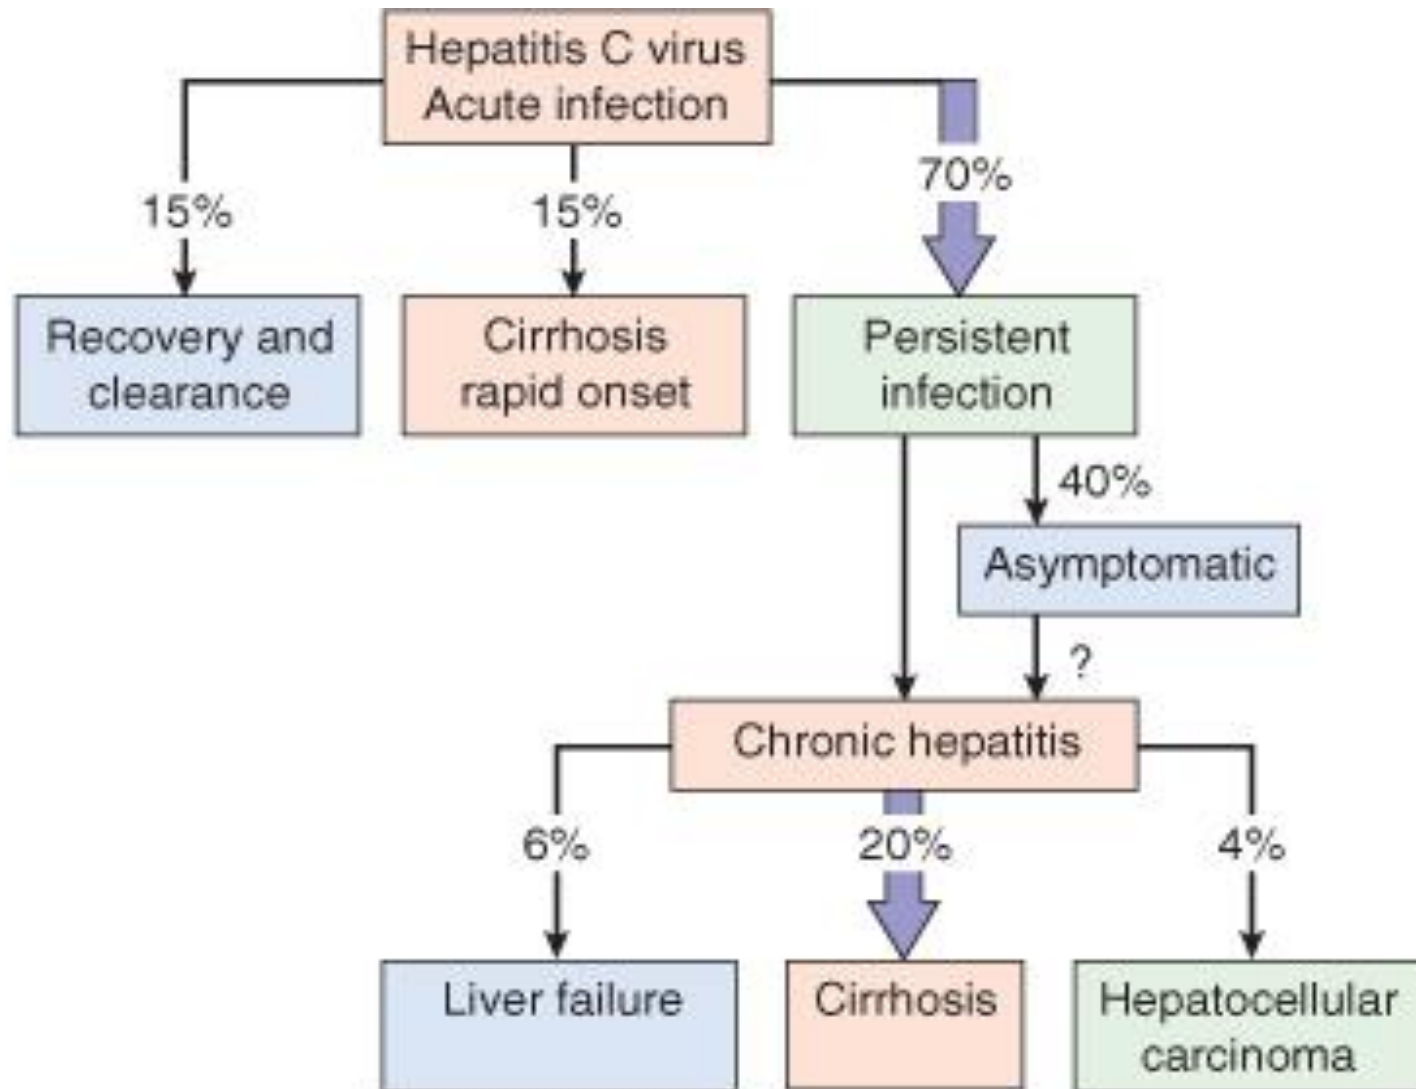 Hepatitis C virus
Acute infection
15%
15%
70%
Recovery and
clearance
Cirrhosis
rapid onset
Persistent
infection
40%
Asymptomatic
?
Chronic hepatitis
6%
20%
4%
Liver failure
Cirrhosis
Hepatocellular
carcinoma